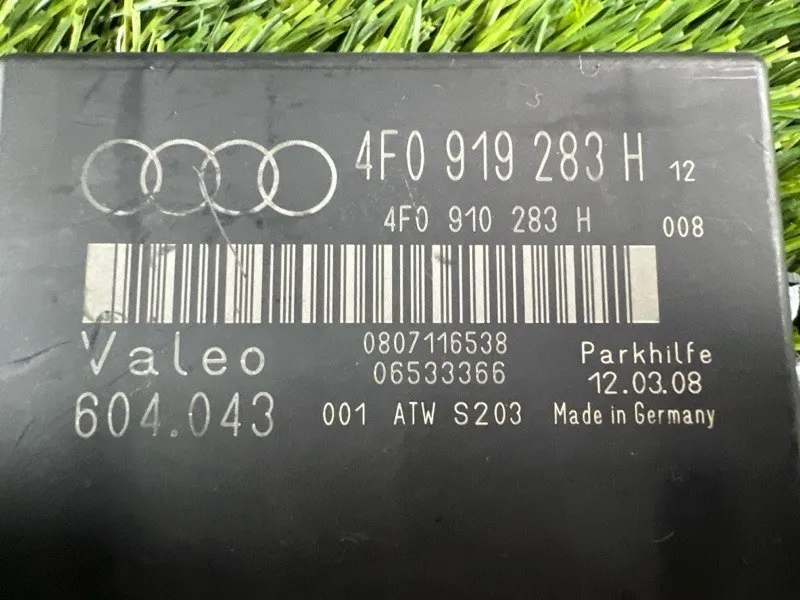 4F0 919 283 H 12
4F0 910 283 H 008
Valeo
0807116538
06533366
Parkhilfe
12.03.08
604.043
001 ATW S203
Made in Germany